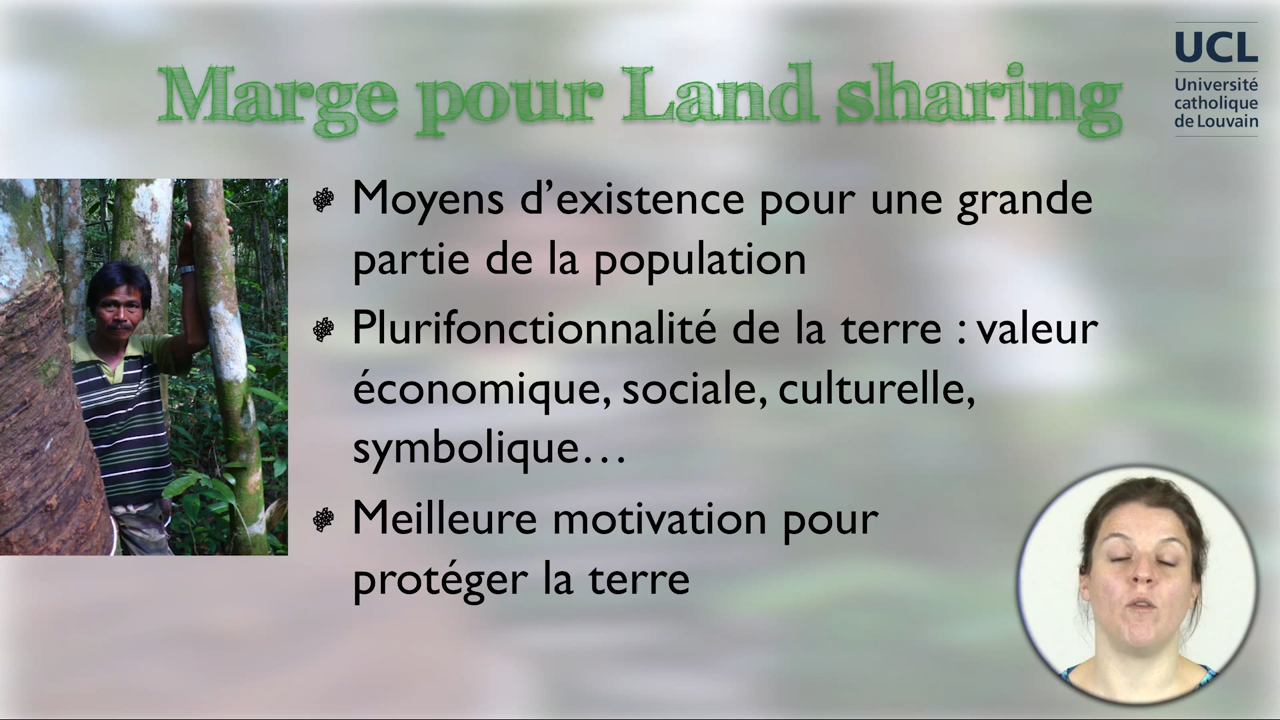 Marge pour Land sharing
UCL
Université
catholique
de Louvain
Moyens d’existence pour une grande
partie de la population
Plurifonctionnalité de la terre : valeur
économique, sociale, culturelle,
symbolique…
Meilleure motivation pour
protéger la terre